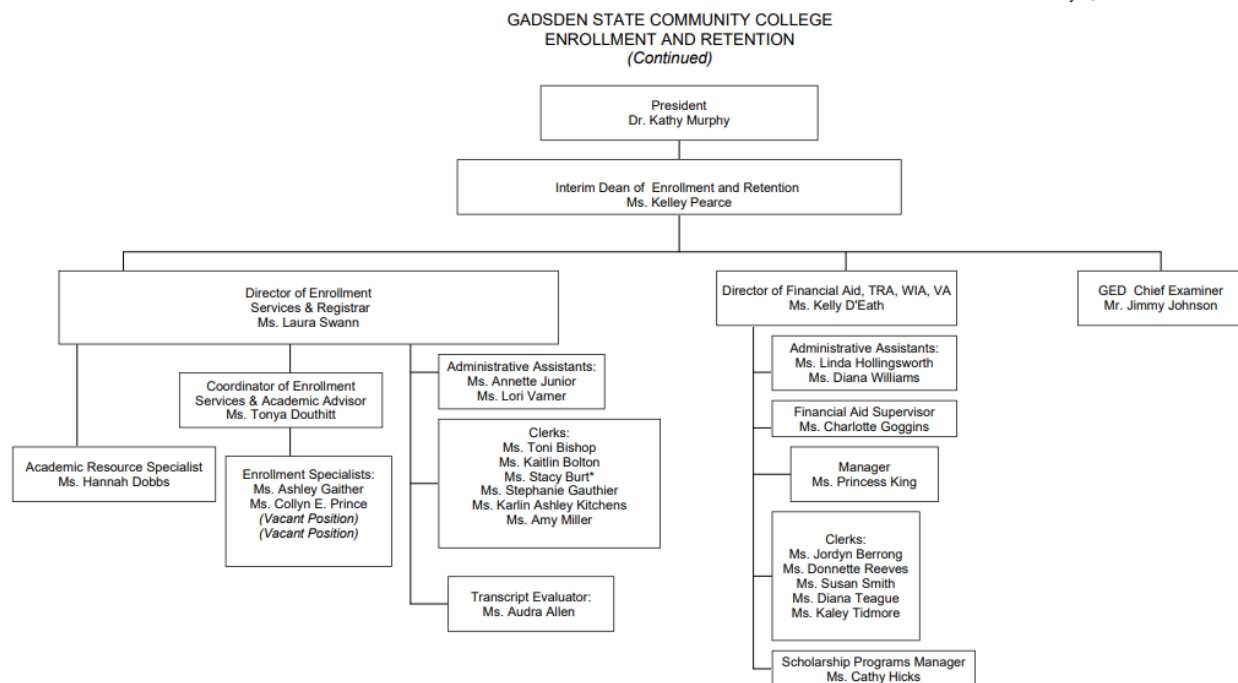 GADSDEN STATE COMMUNITY COLLEGE
ENROLLMENT AND RETENTION
(Continued)
President
Dr. Kathy Murphy
Interim Dean of Enrollment and Retention
Ms. Kelley Pearce
Director of Enrollment
Services & Registrar
Ms. Laura Swann
Director of Financial Aid, TRA, WIA, VA
Ms. Kelly D'Eath
GED Chief Examiner
Mr. Jimmy Johnson
Academic Resource Specialist
Ms. Hannah Dobbs
Coordinator of Enrollment
Services & Academic Advisor
Ms. Tonya Douthitt
Enrollment Specialists:
Ms. Ashley Gaither
Ms. Collyn E. Prince
(Vacant Position)
(Vacant Position)
Administrative Assistants:
Ms. Annette Junior
Ms. Lori Varner
Clerks:
Ms. Toni Bishop
Ms. Kaitlin Bolton
Ms. Stacy Burt*
Ms. Stephanie Gauthier
Ms. Karlin Ashley Kitchens
Ms. Amy Miller
Transcript Evaluator:
Ms. Audra Allen
Administrative Assistants:
Ms. Linda Hollingsworth
Ms. Diana Williams
Financial Aid Supervisor
Ms. Charlotte Goggins
Manager
Ms. Princess King
Clerks:
Ms. Jordyn Berrong
Ms. Donnette Reeves
Ms. Susan Smith
Ms. Diana Teague
Ms. Kaley Tidmore
Scholarship Programs Manager
Ms. Cathy Hicks